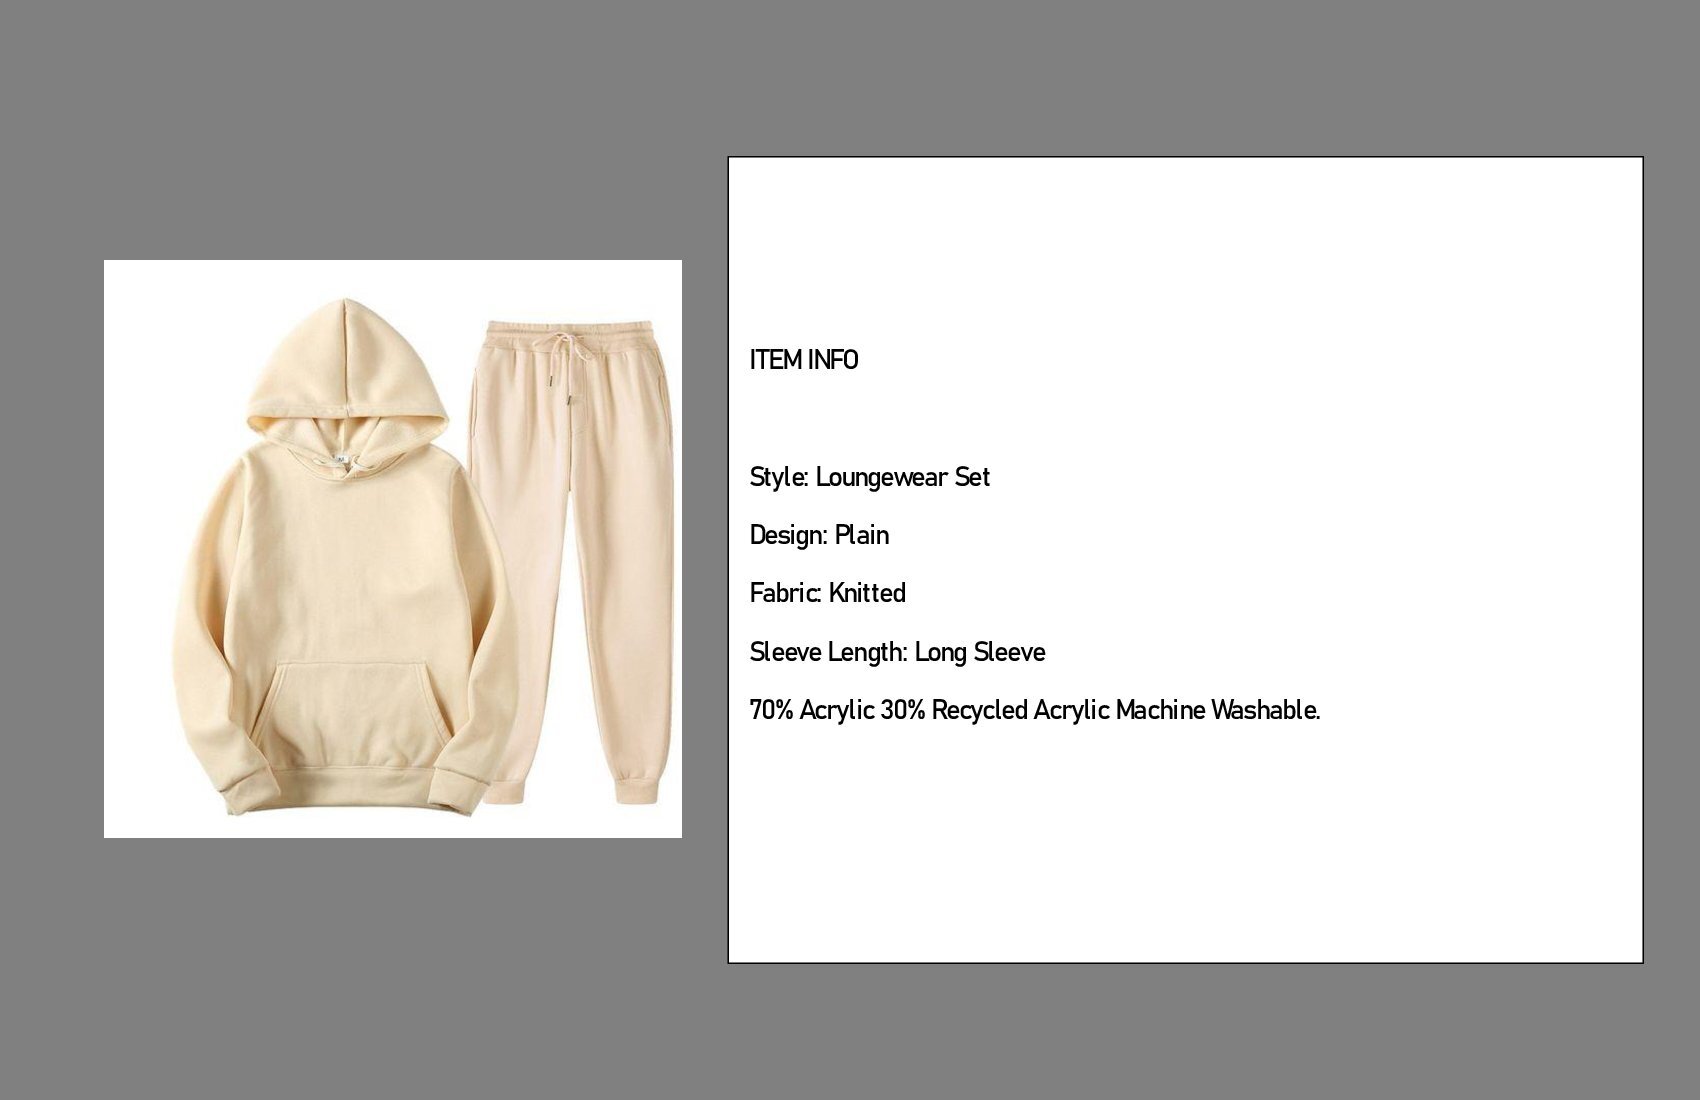 ITEM INFO
Style: Loungewear Set
Design: Plain
Fabric: Knitted
Sleeve Length: Long Sleeve
70% Acrylic 30% Recycled Acrylic Machine Washable.